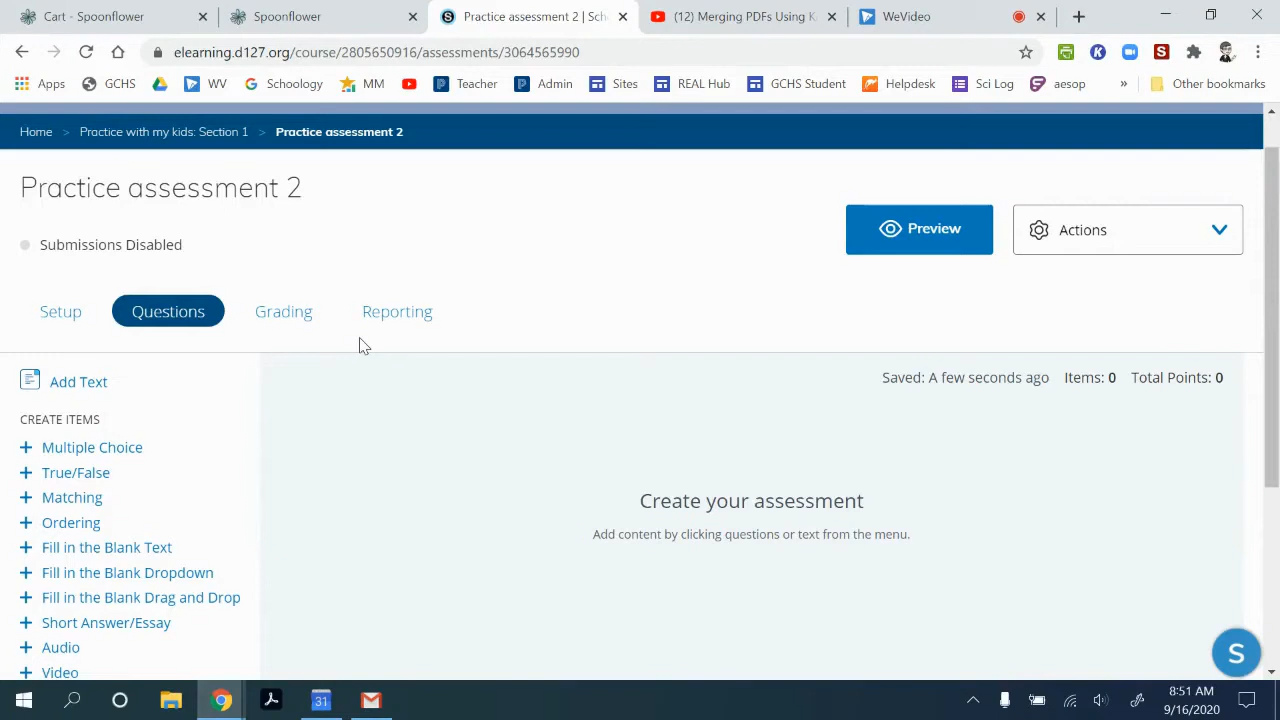 Cart - Spoonflower
Spoonflower
Practice assessment 2 | Sch
(12) Merging PDFs Using K
WeVideo
elearning.d127.org/course/2805650916/assessments/3064565990
Apps
GCHS
WV
Schoology
MM
Teacher
Admin
Sites
REAL Hub
GCHS Student
Helpdesk
Sci Log
aesop
»
Other bookmarks
Home > Practice with my kids: Section 1 > Practice assessment 2
Practice assessment 2
Submissions Disabled
Preview
Actions
Setup
Questions
Grading
Reporting
Add Text
Saved: A few seconds ago Items: 0 Total Points: 0
CREATE ITEMS
+ Multiple Choice
+ True/False
+ Matching
+ Ordering
+ Fill in the Blank Text
+ Fill in the Blank Dropdown
+ Fill in the Blank Drag and Drop
+ Short Answer/Essay
+ Audio
+ Video
Create your assessment
Add content by clicking questions or text from the menu.
S
31
8:51 AM
9/16/2020